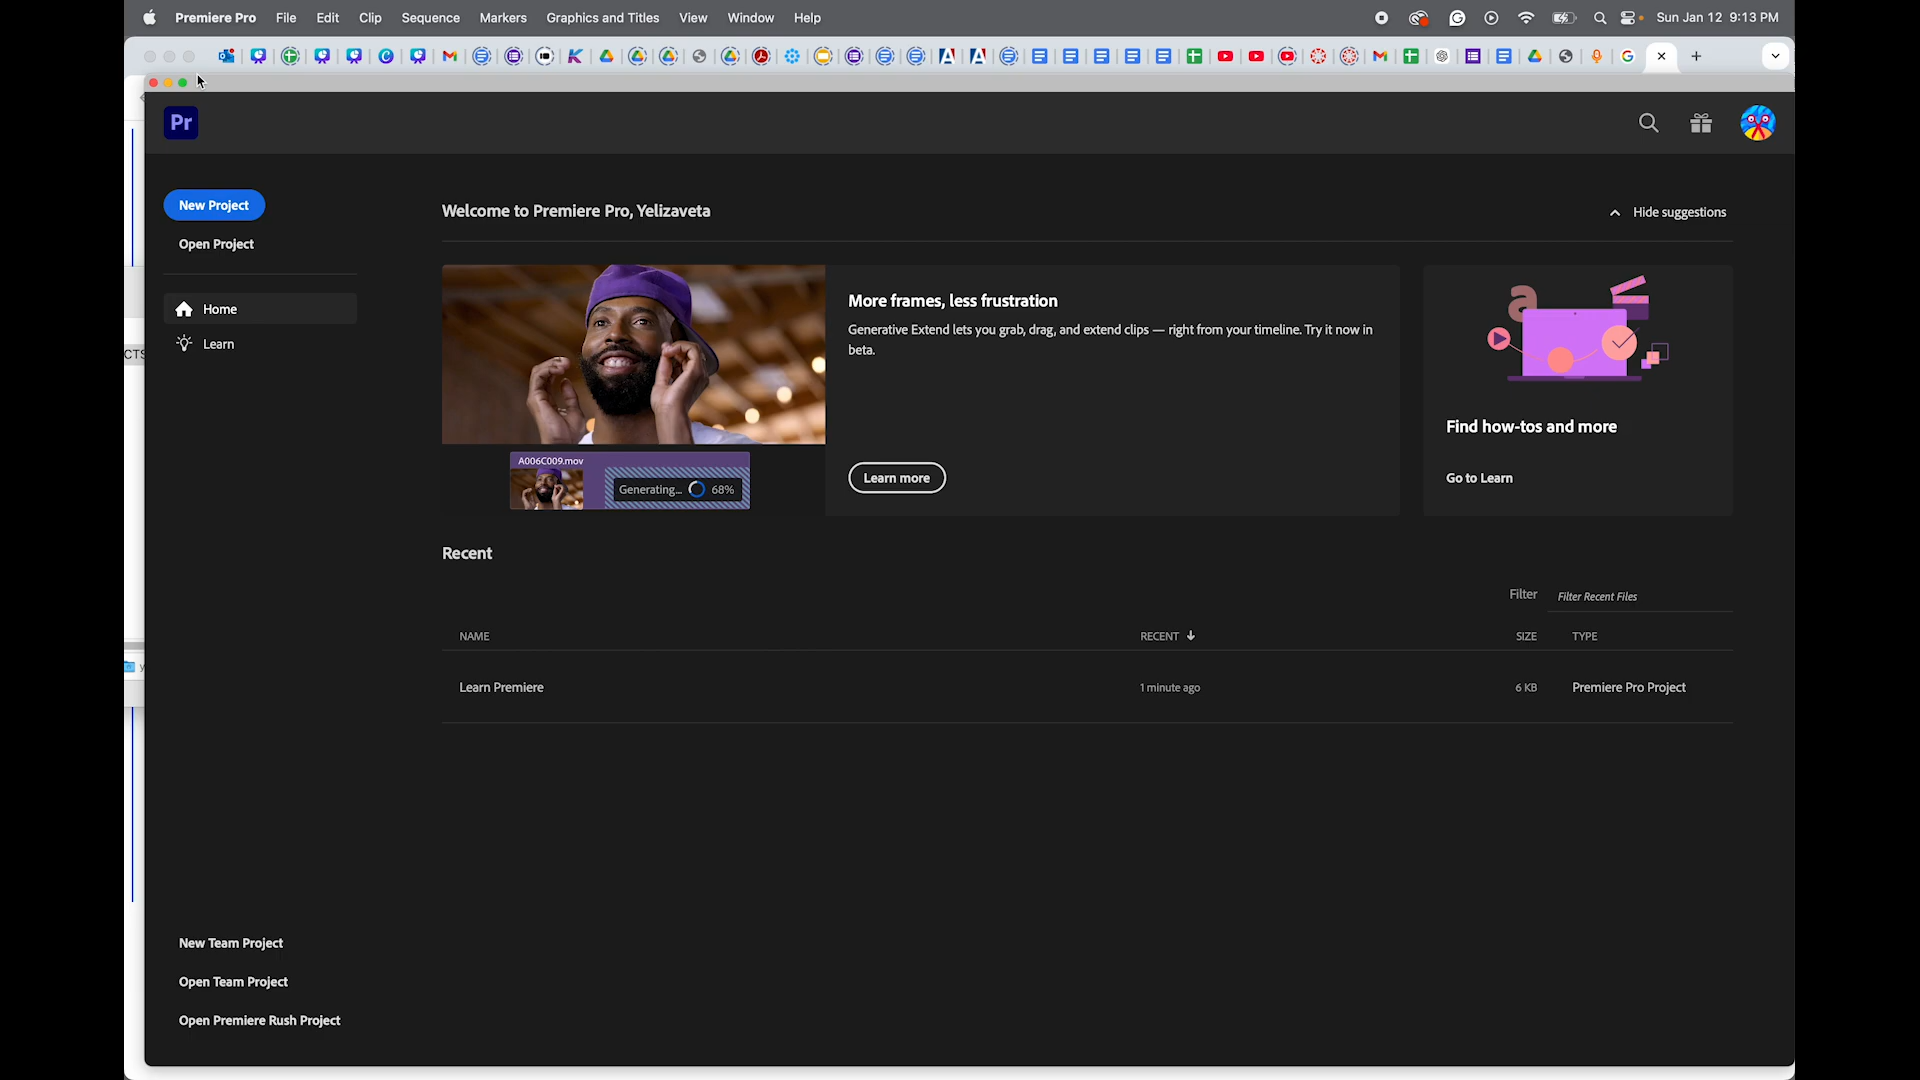 Premiere Pro File Edit Clip Sequence Markers Graphics and Titles View Window Help Sun Jan 12 9:13 PM
Pr
New Project
Open Project
Home
Learn
Welcome to Premiere Pro, Yelizaveta
Hide suggestions
More frames, less frustration
Generative Extend lets you grab, drag, and extend clips — right from your timeline. Try it now in
beta.
A006C009.mov
Generating... 68%
Learn more
a
Find how-tos and more
Go to Learn
Recent
Filter Filter Recent Files
NAME RECENT SIZE TYPE
Learn Premiere 1 minute ago 6 KB Premiere Pro Project
CTS
y
New Team Project
Open Team Project
Open Premiere Rush Project